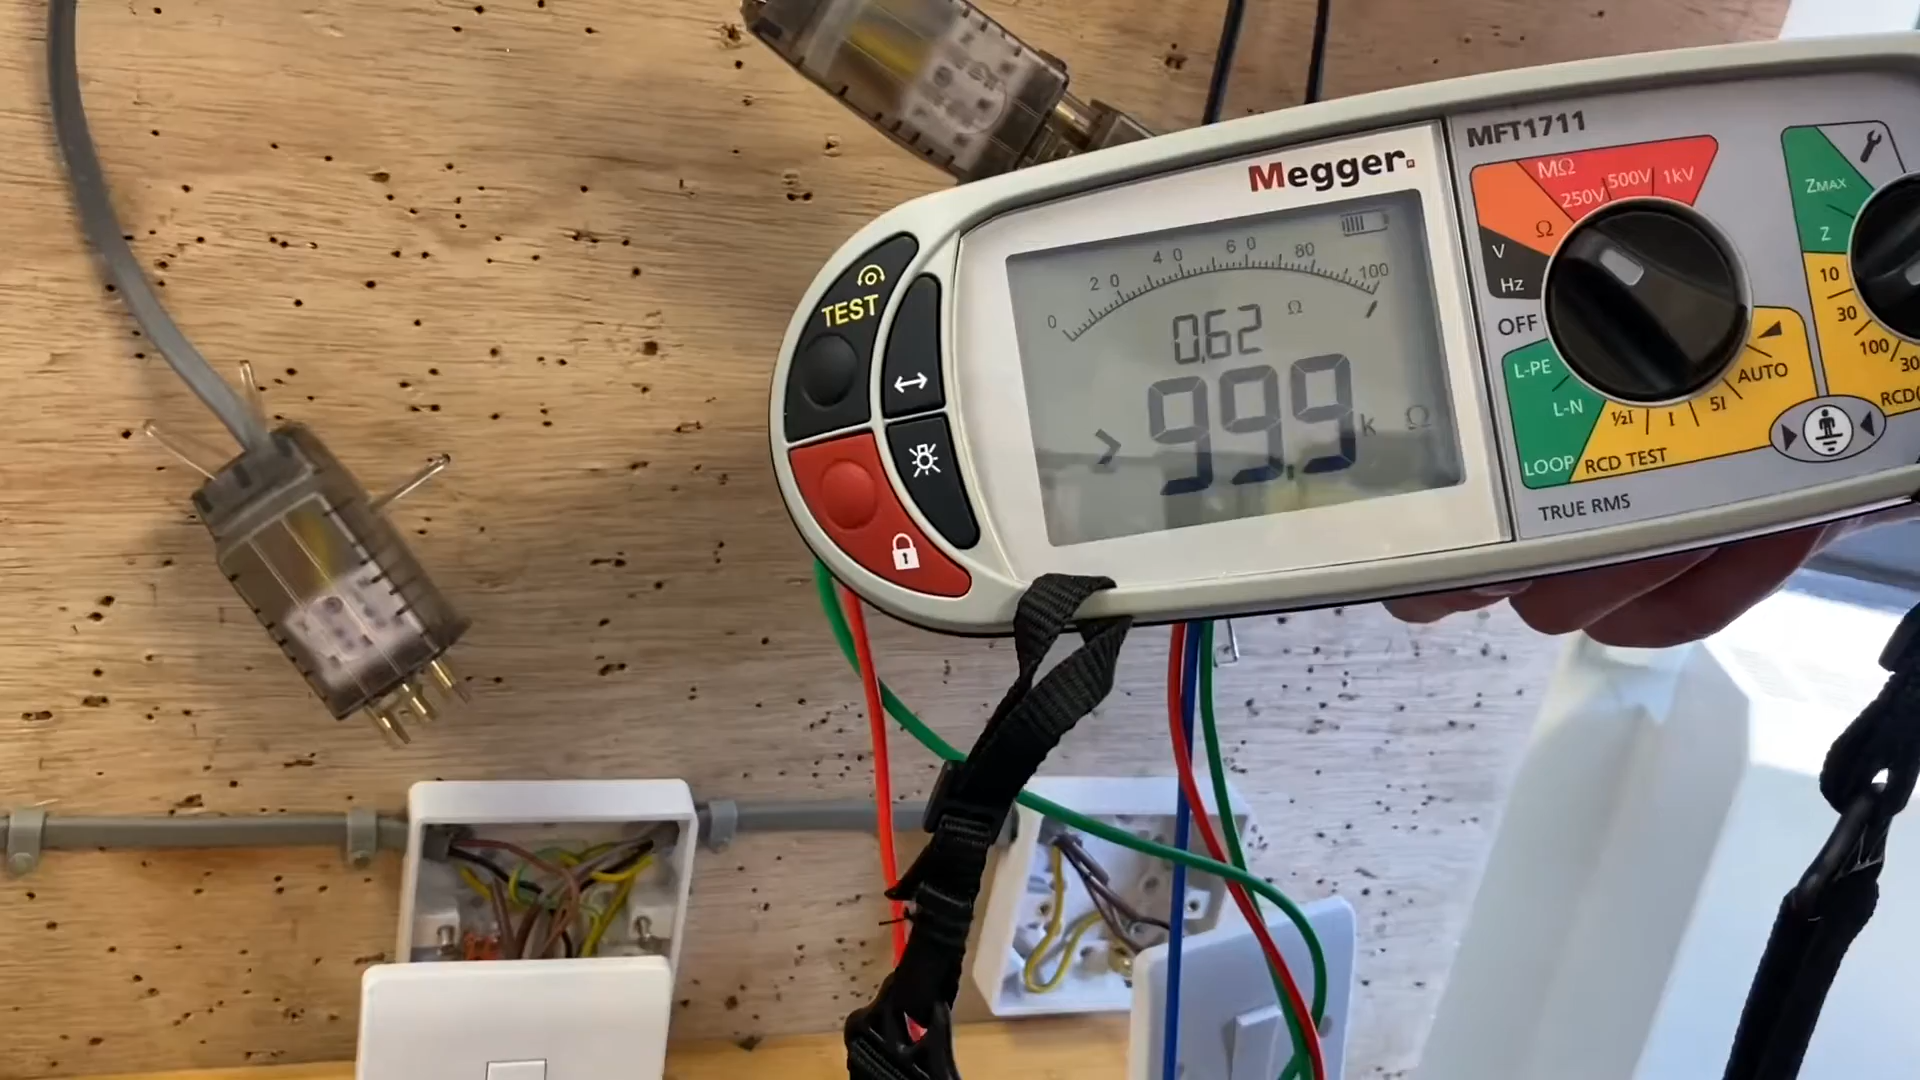 Megger.
MFT1711
TEST
0 20 40 60 80 100
0.62 Ω
> 99.9 k Ω
MΩ
250V 500V 1kV
Ω
V
Hz
OFF
L-PE
L-N
LOOP
½I I 5I AUTO
RCD TEST
TRUE RMS
ZMAX
Z
10
30
100